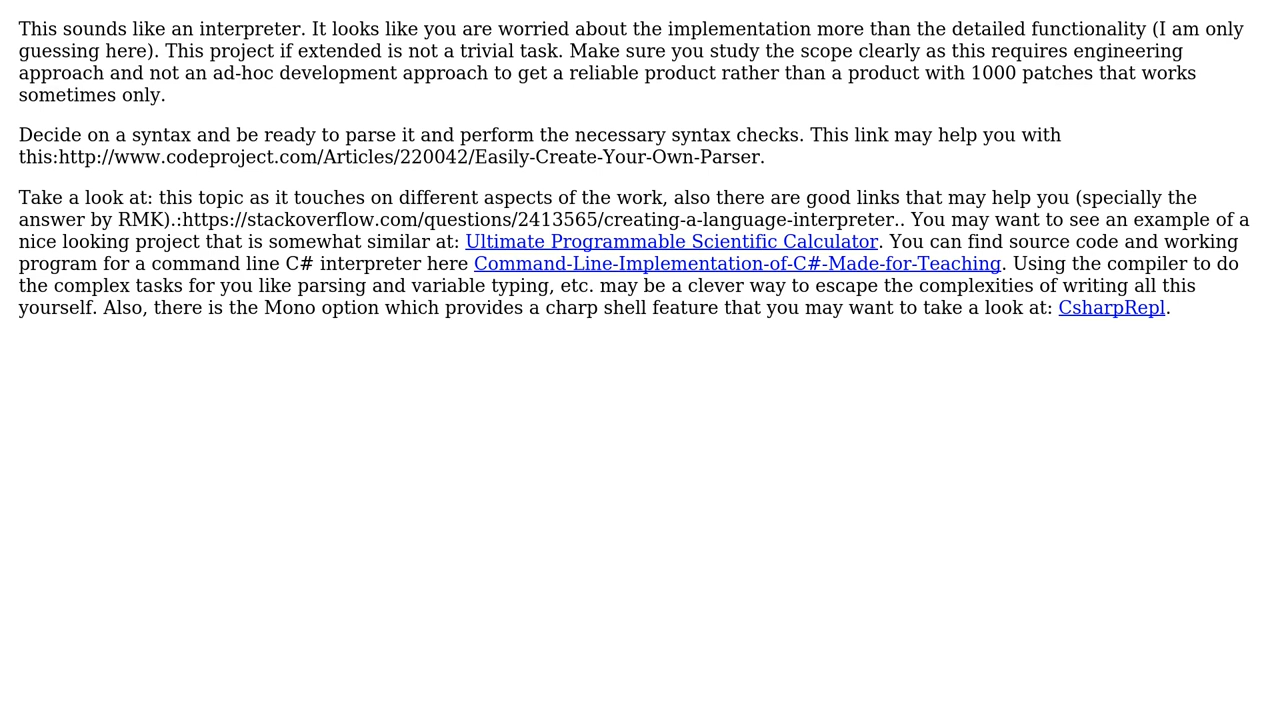 This sounds like an interpreter. It looks like you are worried about the implementation more than the detailed functionality (I am only
guessing here). This project if extended is not a trivial task. Make sure you study the scope clearly as this requires engineering
approach and not an ad-hoc development approach to get a reliable product rather than a product with 1000 patches that works
sometimes only.
Decide on a syntax and be ready to parse it and perform the necessary syntax checks. This link may help you with
this:http://www.codeproject.com/Articles/220042/Easily-Create-Your-Own-Parser.
Take a look at: this topic as it touches on different aspects of the work, also there are good links that may help you (specially the
answer by RMK).:https://stackoverflow.com/questions/2413565/creating-a-language-interpreter.. You may want to see an example of a
nice looking project that is somewhat similar at: Ultimate Programmable Scientific Calculator. You can find source code and working
program for a command line C# interpreter here Command-Line-Implementation-of-C#-Made-for-Teaching. Using the compiler to do
the complex tasks for you like parsing and variable typing, etc. may be a clever way to escape the complexities of writing all this
yourself. Also, there is the Mono option which provides a charp shell feature that you may want to take a look at: CsharpRepl.